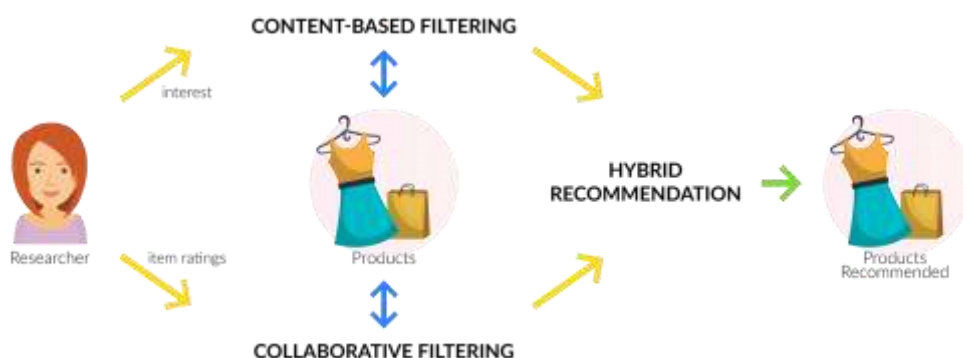 CONTENT-BASED FILTERING
interest
HYBRID
RECOMMENDATION
Researcher
item ratings
Products
Products
Recommended
COLLABORATIVE FILTERING